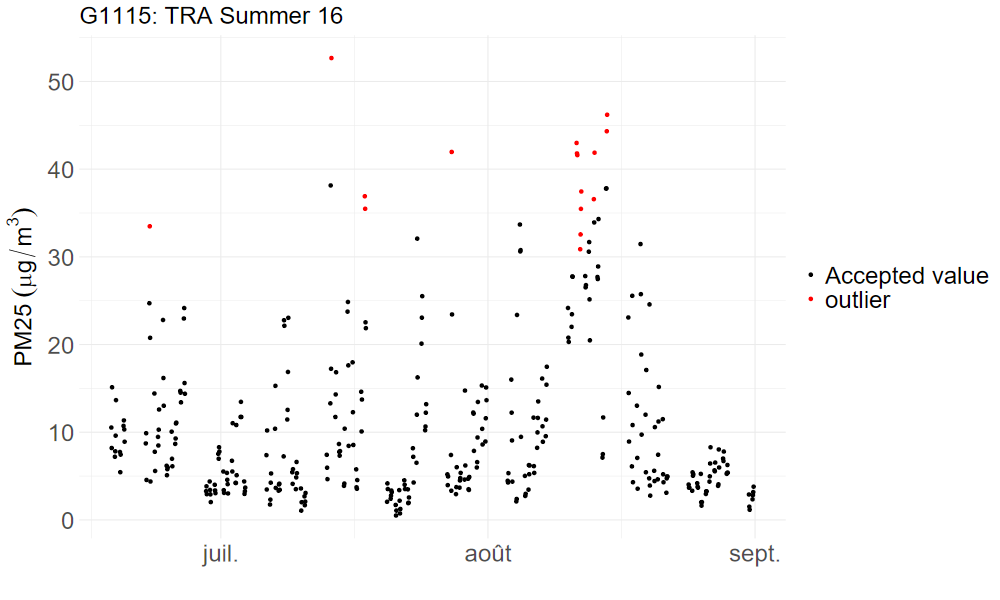 G1115: TRA Summer 16
PM25 (μg/m³)
50
40
30
20
10
0
juil.
août
sept.
Accepted value
outlier